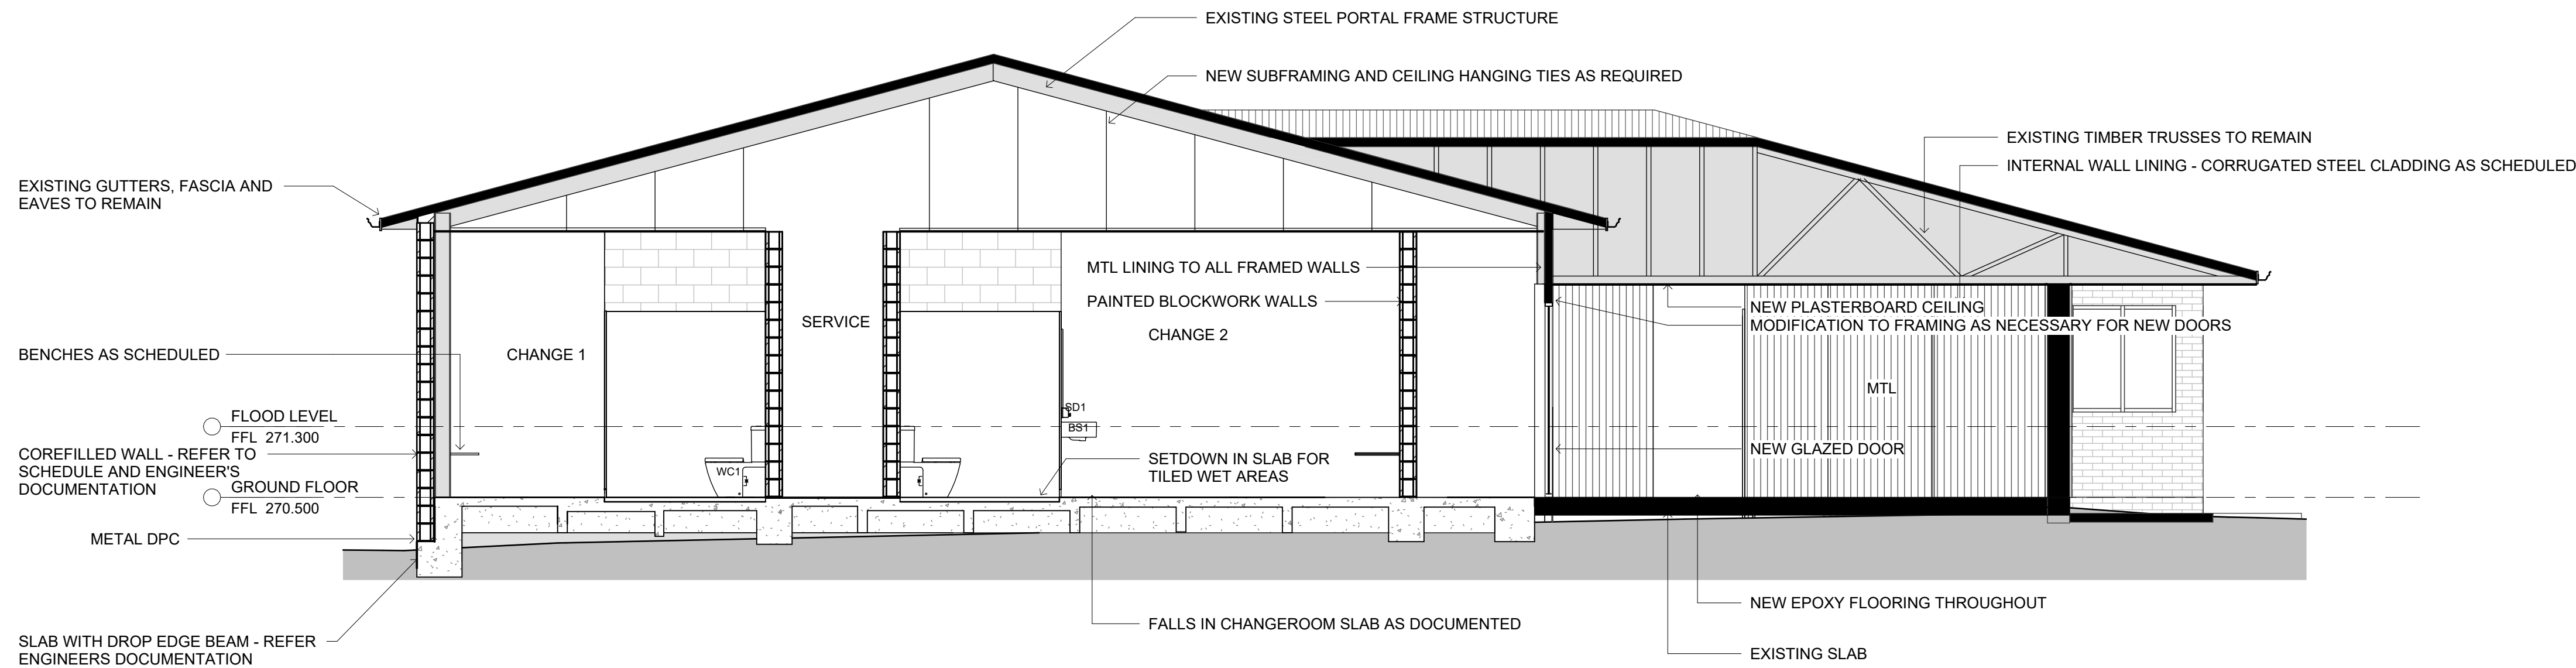 EXISTING STEEL PORTAL FRAME STRUCTURE
NEW SUBFRAMING AND CEILING HANGING TIES AS REQUIRED
EXISTING TIMBER TRUSSES TO REMAIN
INTERNAL WALL LINING - CORRUGATED STEEL CLADDING AS SCHEDULED
EXISTING GUTTERS, FASCIA AND
EAVES TO REMAIN
MTL LINING TO ALL FRAMED WALLS
PAINTED BLOCKWORK WALLS
NEW PLASTERBOARD CEILING
MODIFICATION TO FRAMING AS NECESSARY FOR NEW DOORS
SERVICE
CHANGE 2
BENCHES AS SCHEDULED
CHANGE 1
MTL
SD1
BS1
FLOOD LEVEL
FFL 271.300
COREFILLED WALL - REFER TO
SCHEDULE AND ENGINEER'S
DOCUMENTATION
NEW GLAZED DOOR
SETDOWN IN SLAB FOR
TILED WET AREAS
WC1
GROUND FLOOR
FFL 270.500
METAL DPC
NEW EPOXY FLOORING THROUGHOUT
FALLS IN CHANGEROOM SLAB AS DOCUMENTED
SLAB WITH DROP EDGE BEAM - REFER
ENGINEERS DOCUMENTATION
EXISTING SLAB